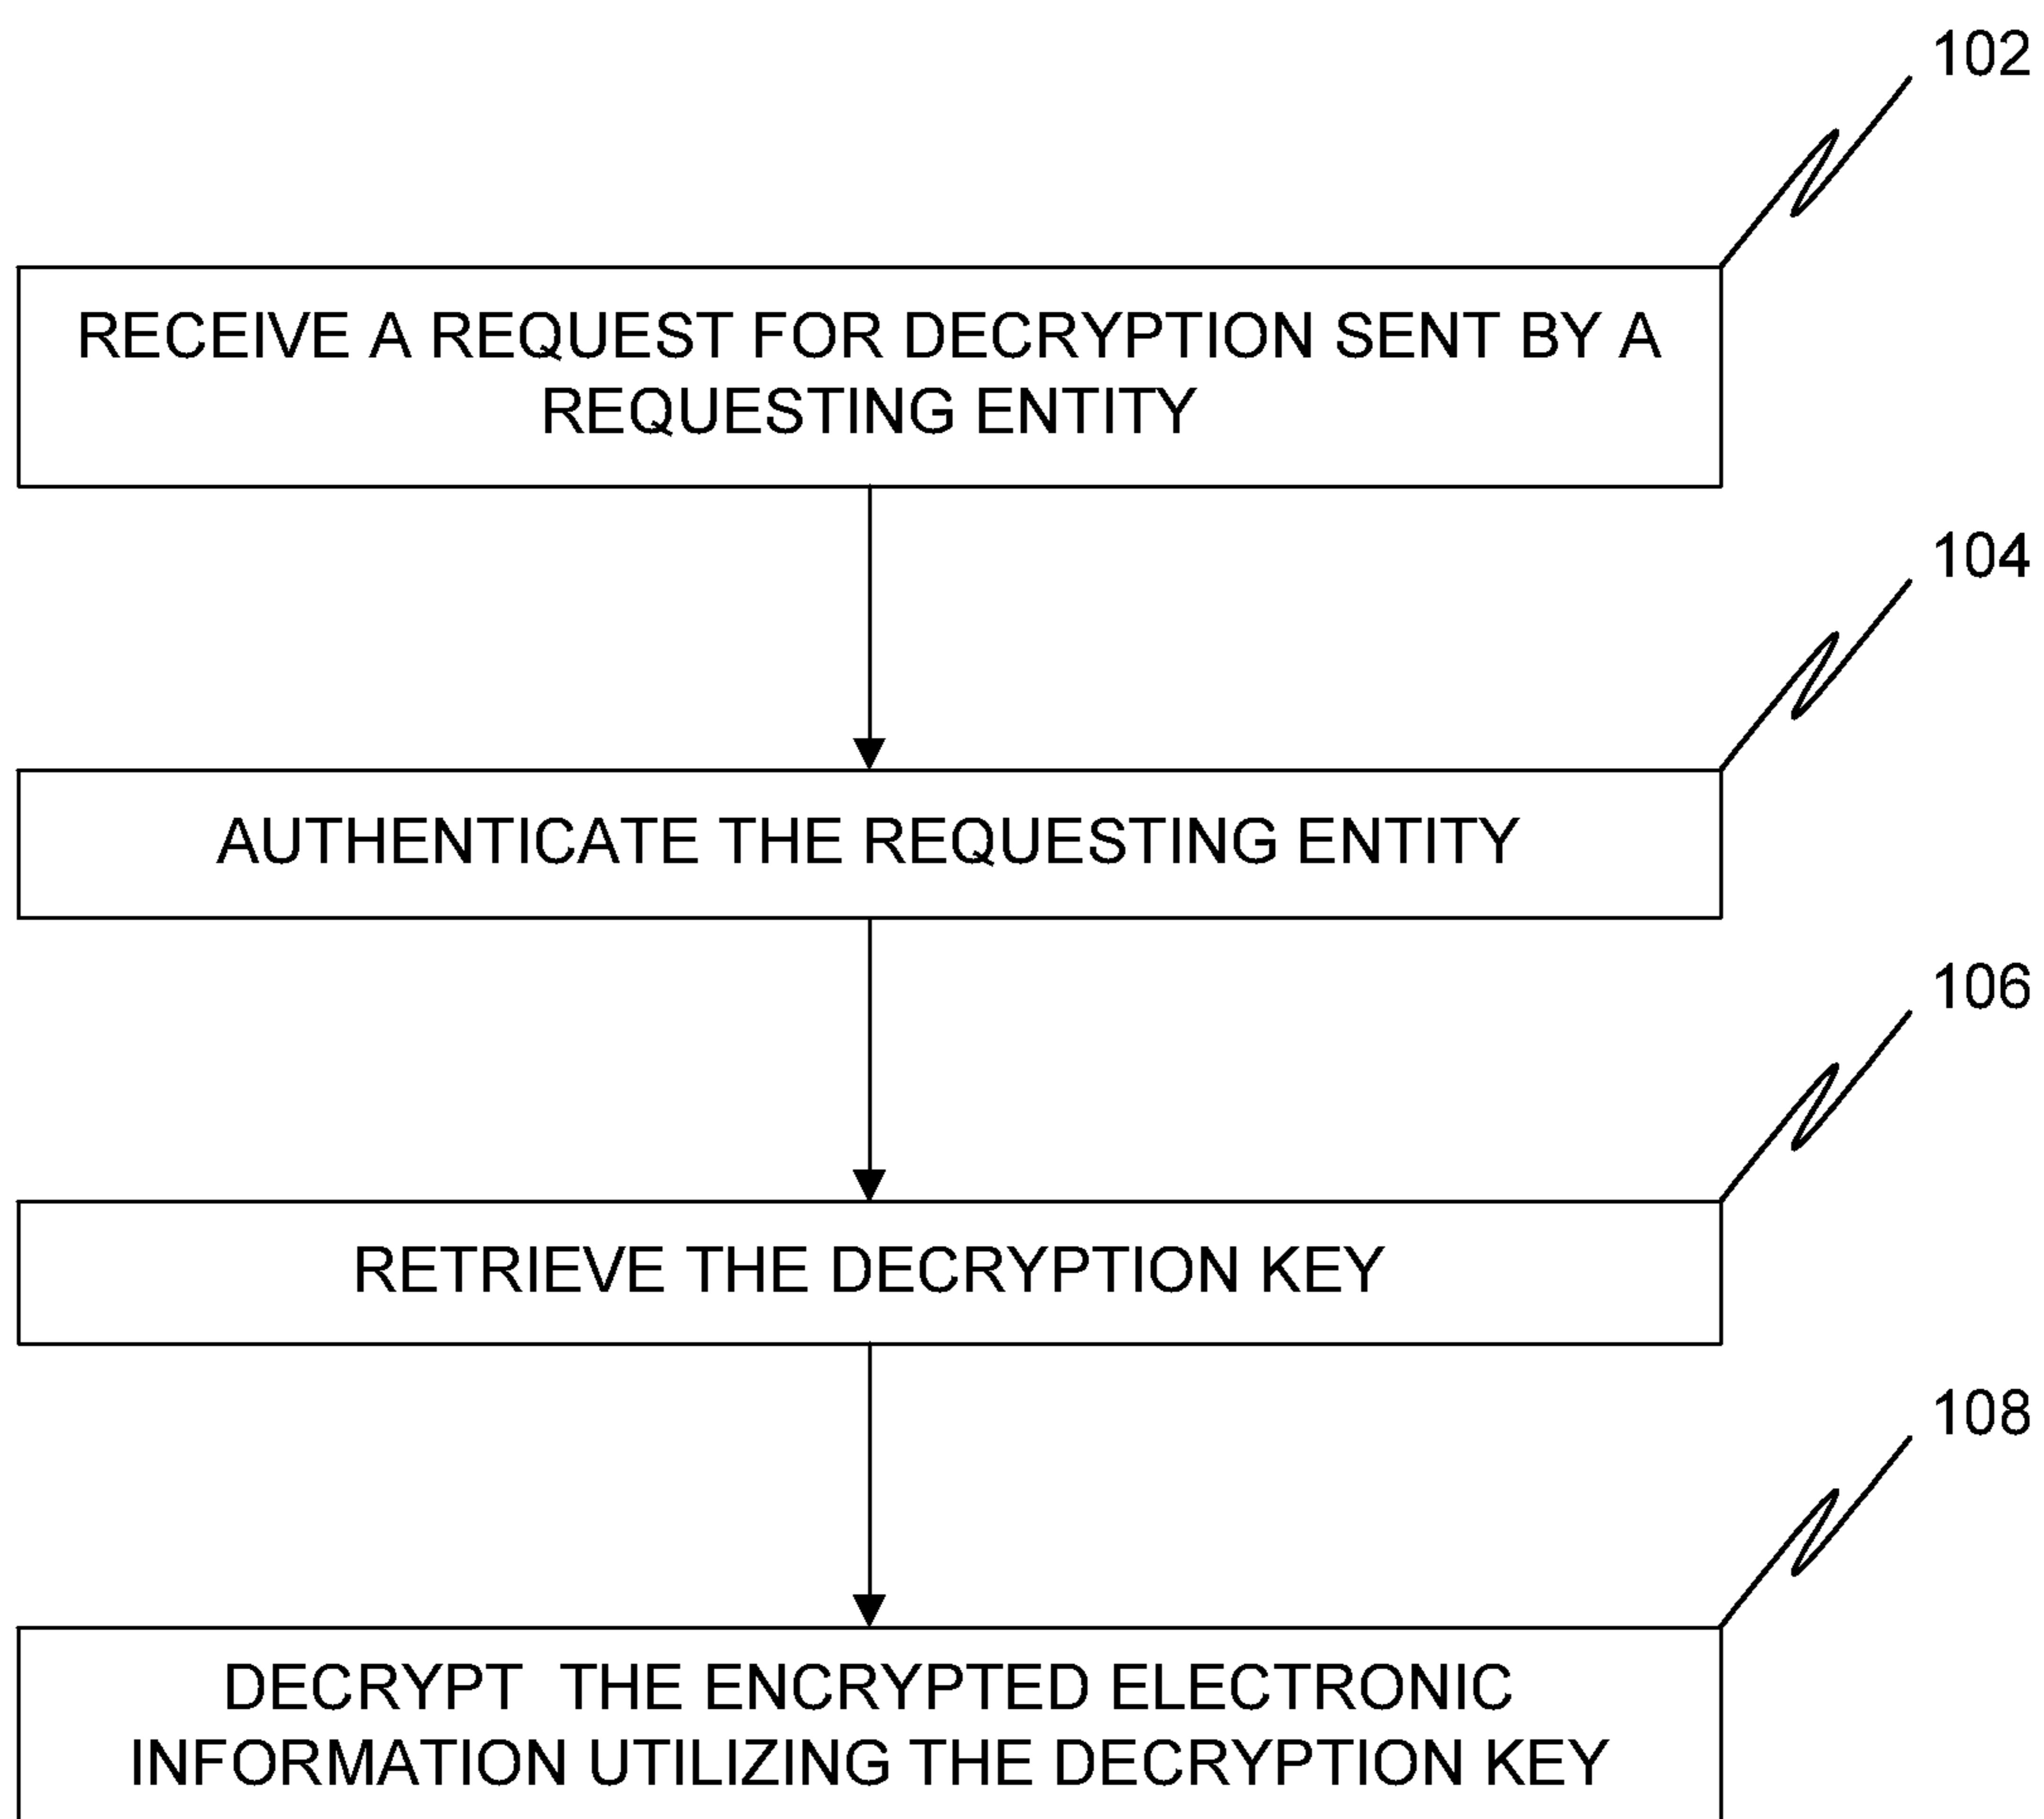 102
RECEIVE A REQUEST FOR DECRYPTION SENT BY A
REQUESTING ENTITY
104
AUTHENTICATE THE REQUESTING ENTITY
106
RETRIEVE THE DECRYPTION KEY
108
DECRYPT THE ENCRYPTED ELECTRONIC
INFORMATION UTILIZING THE DECRYPTION KEY